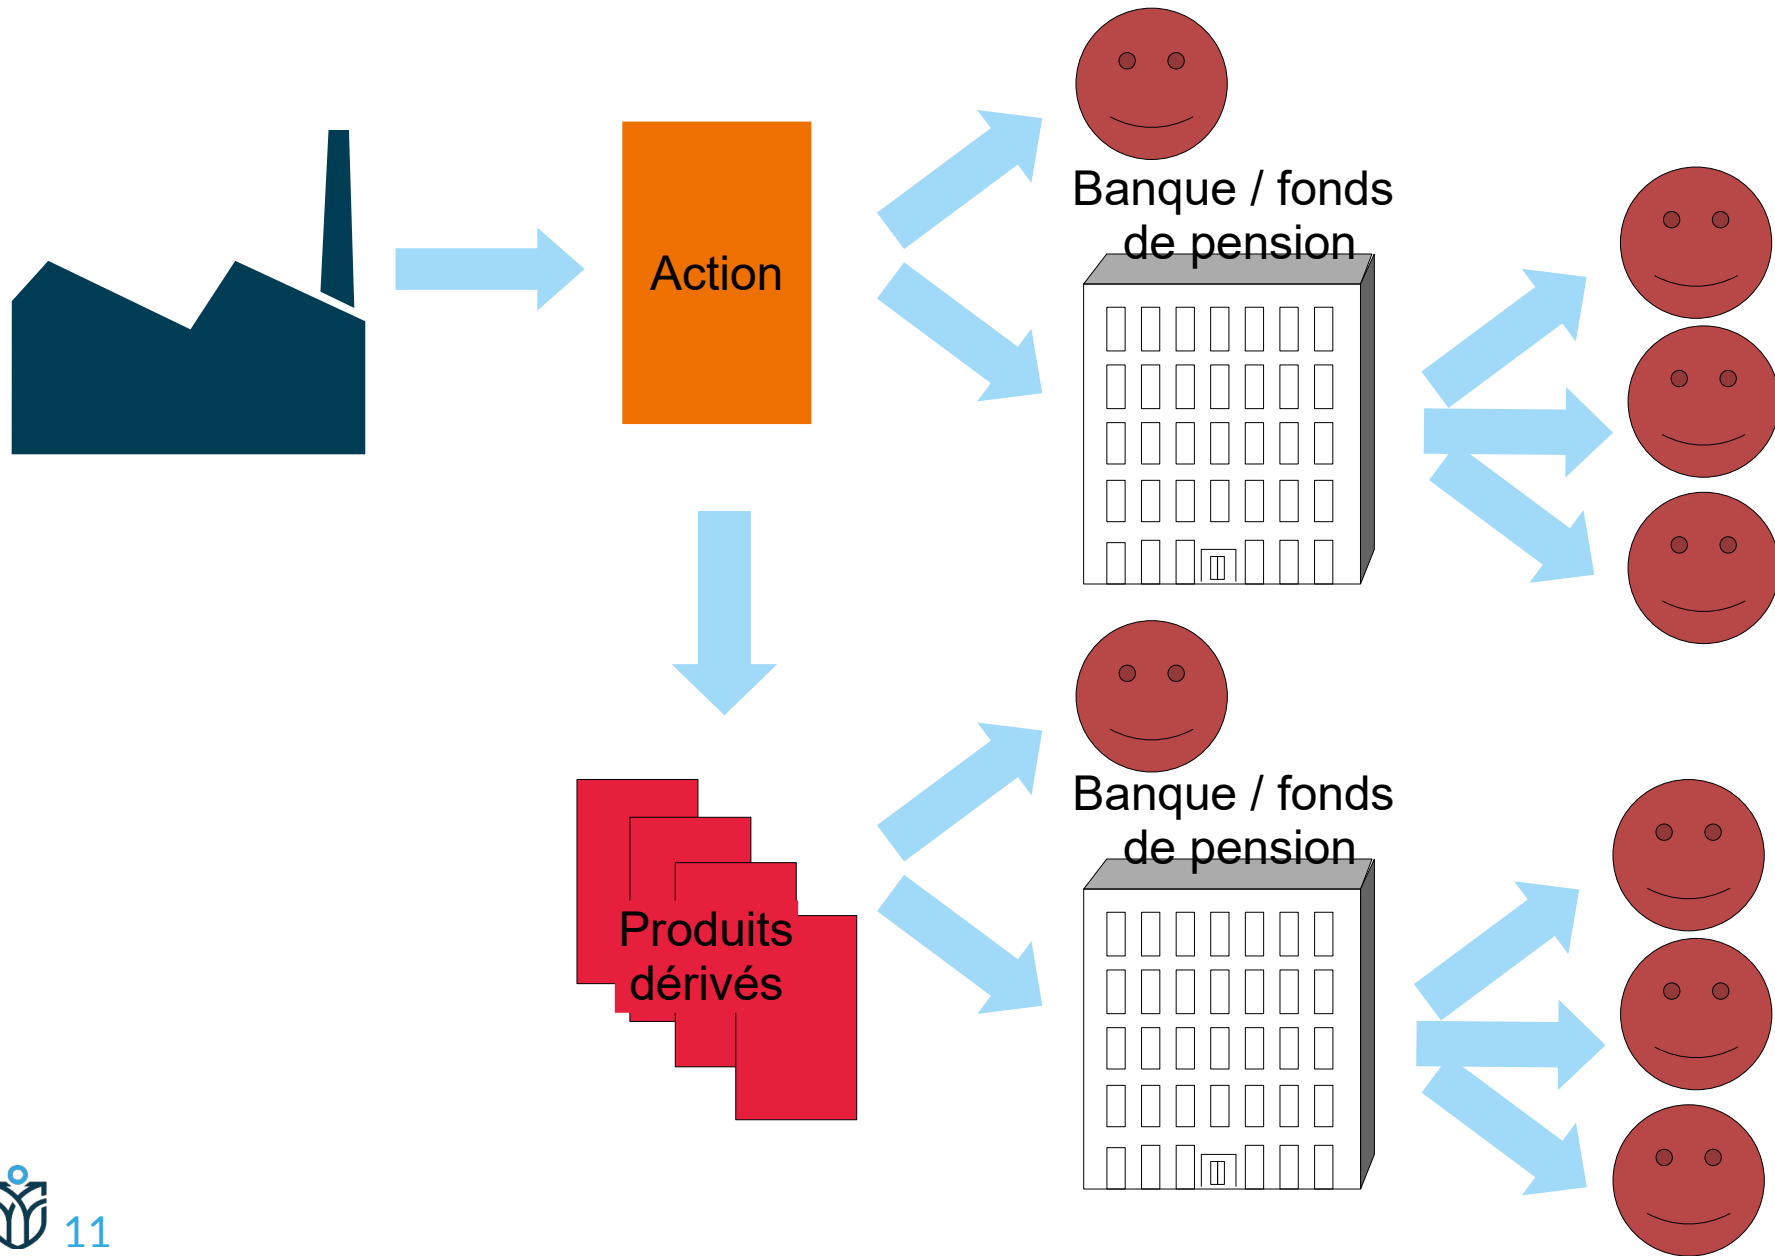 Action
Banque / fonds
de pension
Produits
dérivés
Banque / fonds
de pension
11